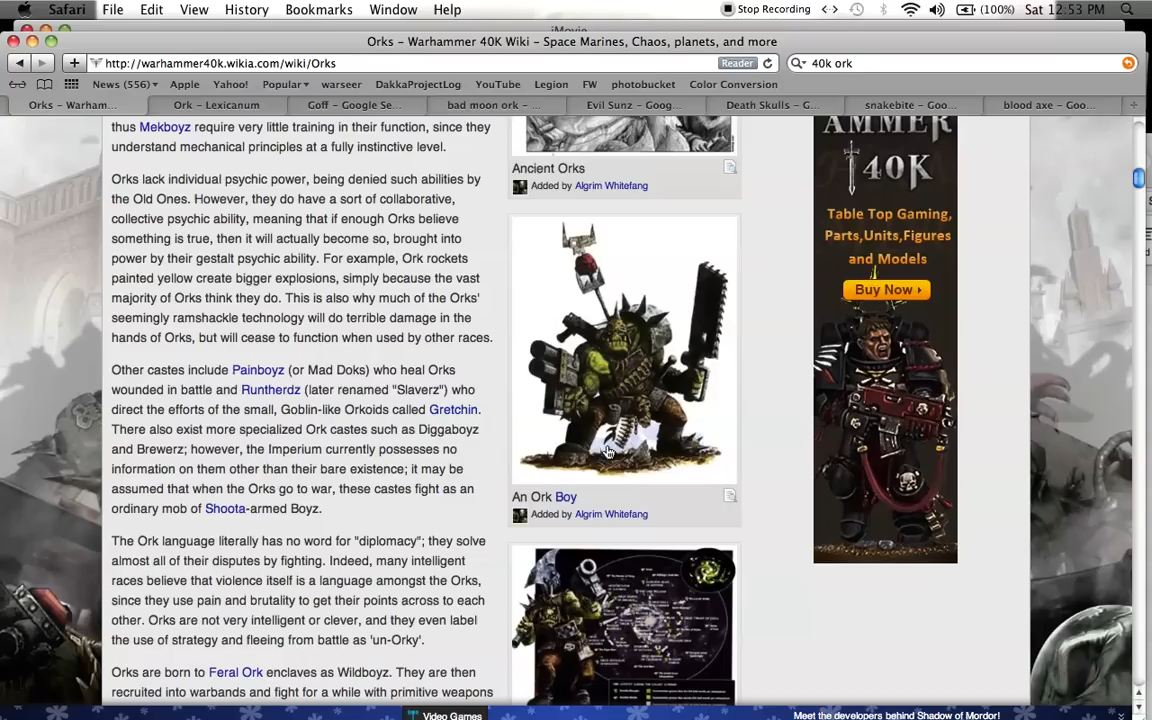 Safari File Edit View History Bookmarks Window Help Stop Recording (100%) Sat 12:53 PM
iMovie
Orks – Warhammer 40K Wiki – Space Marines, Chaos, planets, and more
http://warhammer40k.wikia.com/wiki/Orks Reader 40k ork
News (556) Apple Yahoo! Popular warseer DakkaProjectLog YouTube Legion FW photobucket Color Conversion
Orks – Warham... Ork – Lexicanum Goff – Google Se... bad moon ork – ... Evil Sunz – Goog... Death Skulls – G... snakebite – Goo... blood axe – Goo...
thus Mekboyz require very little training in their function, since they
understand mechanical principles at a fully instinctive level.
Orks lack individual psychic power, being denied such abilities by
the Old Ones. However, they do have a sort of collaborative,
collective psychic ability, meaning that if enough Orks believe
something is true, then it will actually become so, brought into
power by their gestalt psychic ability. For example, Ork rockets
painted yellow create bigger explosions, simply because the vast
majority of Orks think they do. This is also why much of the Orks'
seemingly ramshackle technology will do terrible damage in the
hands of Orks, but will cease to function when used by other races.
Other castes include Painboyz (or Mad Doks) who heal Orks
wounded in battle and Runtherdz (later renamed "Slaverz") who
direct the efforts of the small, Goblin-like Orkoids called Gretchin.
There also exist more specialized Ork castes such as Diggaboyz
and Brewerz; however, the Imperium currently possesses no
information on them other than their bare existence; it may be
assumed that when the Orks go to war, these castes fight as an
ordinary mob of Shoota-armed Boyz.
The Ork language literally has no word for "diplomacy"; they solve
almost all of their disputes by fighting. Indeed, many intelligent
races believe that violence itself is a language amongst the Orks,
since they use pain and brutality to get their points across to each
other. Orks are not very intelligent or clever, and they even label
the use of strategy and fleeing from battle as 'un-Orky'.
Orks are born to Feral Ork enclaves as Wildboyz. They are then
recruited into warbands and fight for a while with primitive weapons
Ancient Orks
Added by Algrim Whitefang
An Ork Boy
Added by Algrim Whitefang
AMMER
40K
Table Top Gaming,
Parts,Units,Figures
and Models
Buy Now
Video Games
Meet the developers behind Shadow of Mordor!